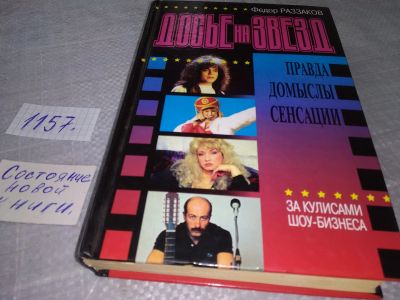 Федор РАЗЗАКОВ
ДОСЬЕ НА ЗВЕЗД
ПРАВДА
ДОМЫСЛЫ
СЕНСАЦИИ
ЗА КУЛИСАМИ
ШОУ-БИЗНЕСА
1157.
Состояние
новой
книги.